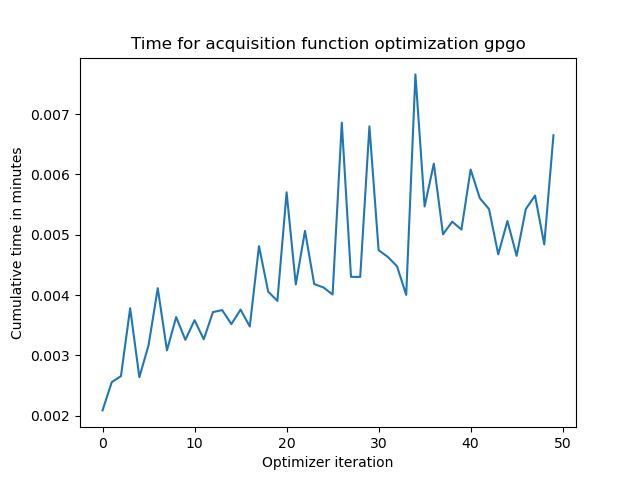 Time for acquisition function optimization gpgo
Cumulative time in minutes
0.007
0.006
0.005
0.004
0.003
0.002
0 10 20 30 40 50
Optimizer iteration